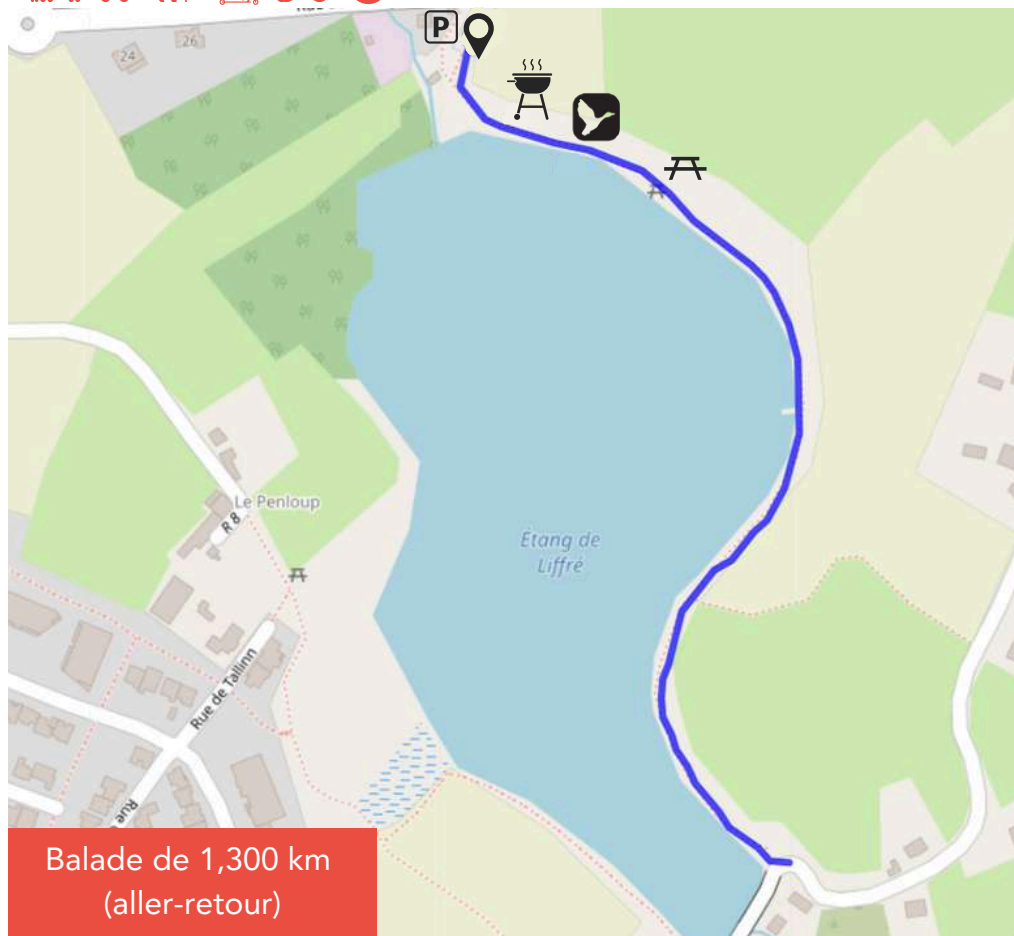 P
24
26
Le Penloup
R 8
Étang de
Liffré
Rue de Tallinn
Balade de 1,300 km
(aller-retour)